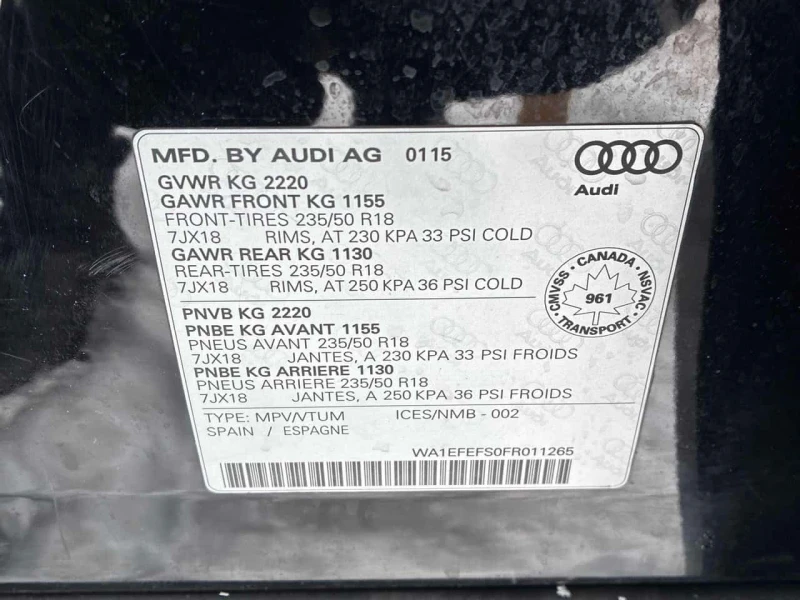 MFD. BY AUDI AG 0115
Audi
GVWR KG 2220
GAWR FRONT KG 1155
FRONT-TIRES 235/50 R18
7JX18 RIMS, AT 230 KPA 33 PSI COLD
GAWR REAR KG 1130
REAR-TIRES 235/50 R18
7JX18 RIMS, AT 250 KPA 36 PSI COLD
CMVSS · CANADA · NSVAC · TRANSPORT ·
961
PNVB KG 2220
PNBE KG AVANT 1155
PNEUS AVANT 235/50 R18
7JX18 JANTES, A 230 KPA 33 PSI FROIDS
PNBE KG ARRIERE 1130
PNEUS ARRIERE 235/50 R18
7JX18 JANTES, A 250 KPA 36 PSI FROIDS
TYPE: MPV/VTUM ICES/NMB - 002
SPAIN / ESPAGNE
WA1EFEFS0FR011265